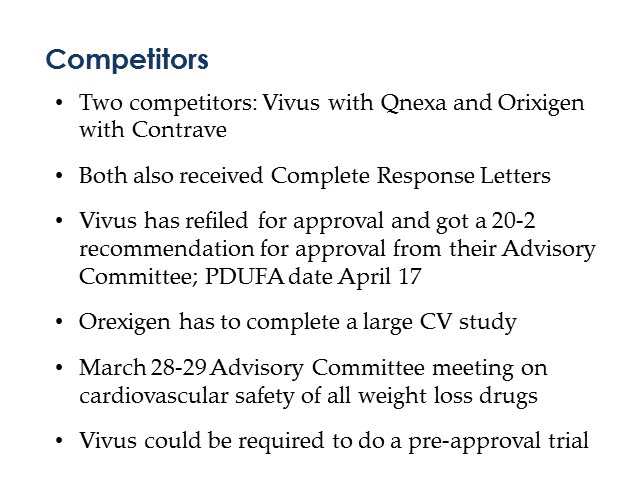 Competitors
• Two competitors: Vivus with Qnexa and Orixigen
with Contrave
• Both also received Complete Response Letters
• Vivus has refiled for approval and got a 20-2
recommendation for approval from their Advisory
Committee; PDUFA date April 17
• Orexigen has to complete a large CV study
• March 28-29 Advisory Committee meeting on
cardiovascular safety of all weight loss drugs
• Vivus could be required to do a pre-approval trial